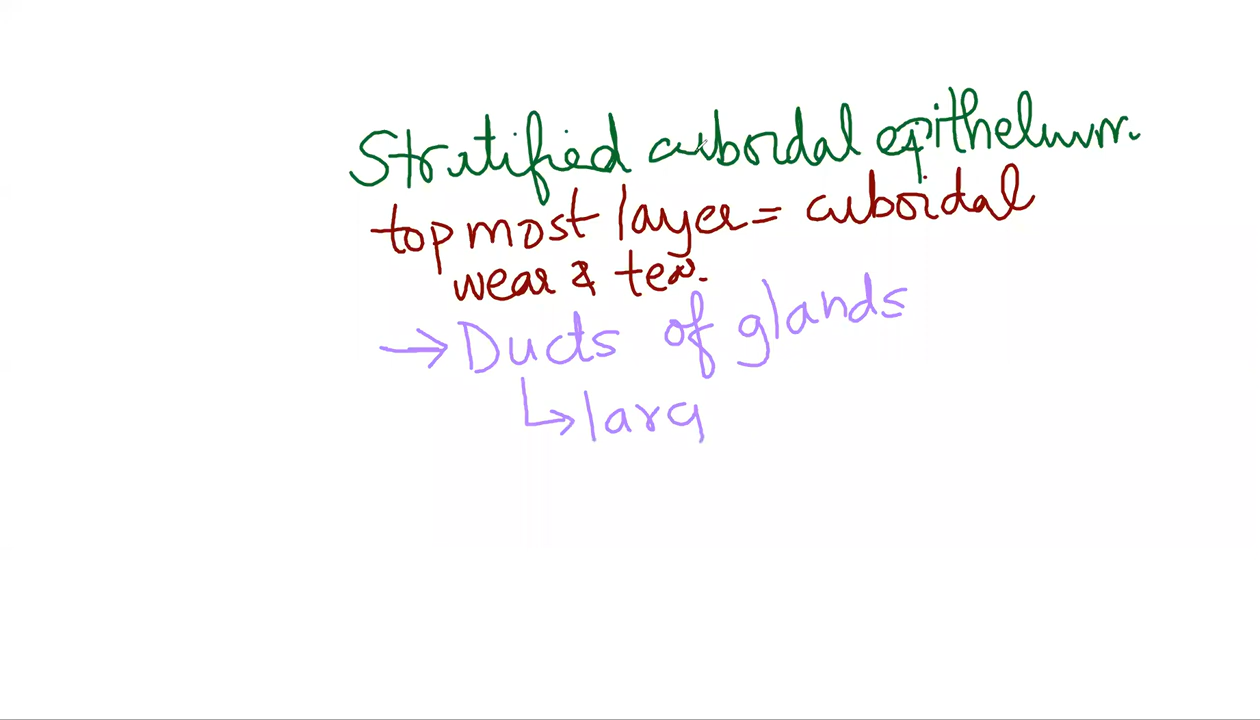 Stratified cuboidal epithelium.
top most layer = cuboidal
wear & tear.
→ Ducts of glands
↳ larg